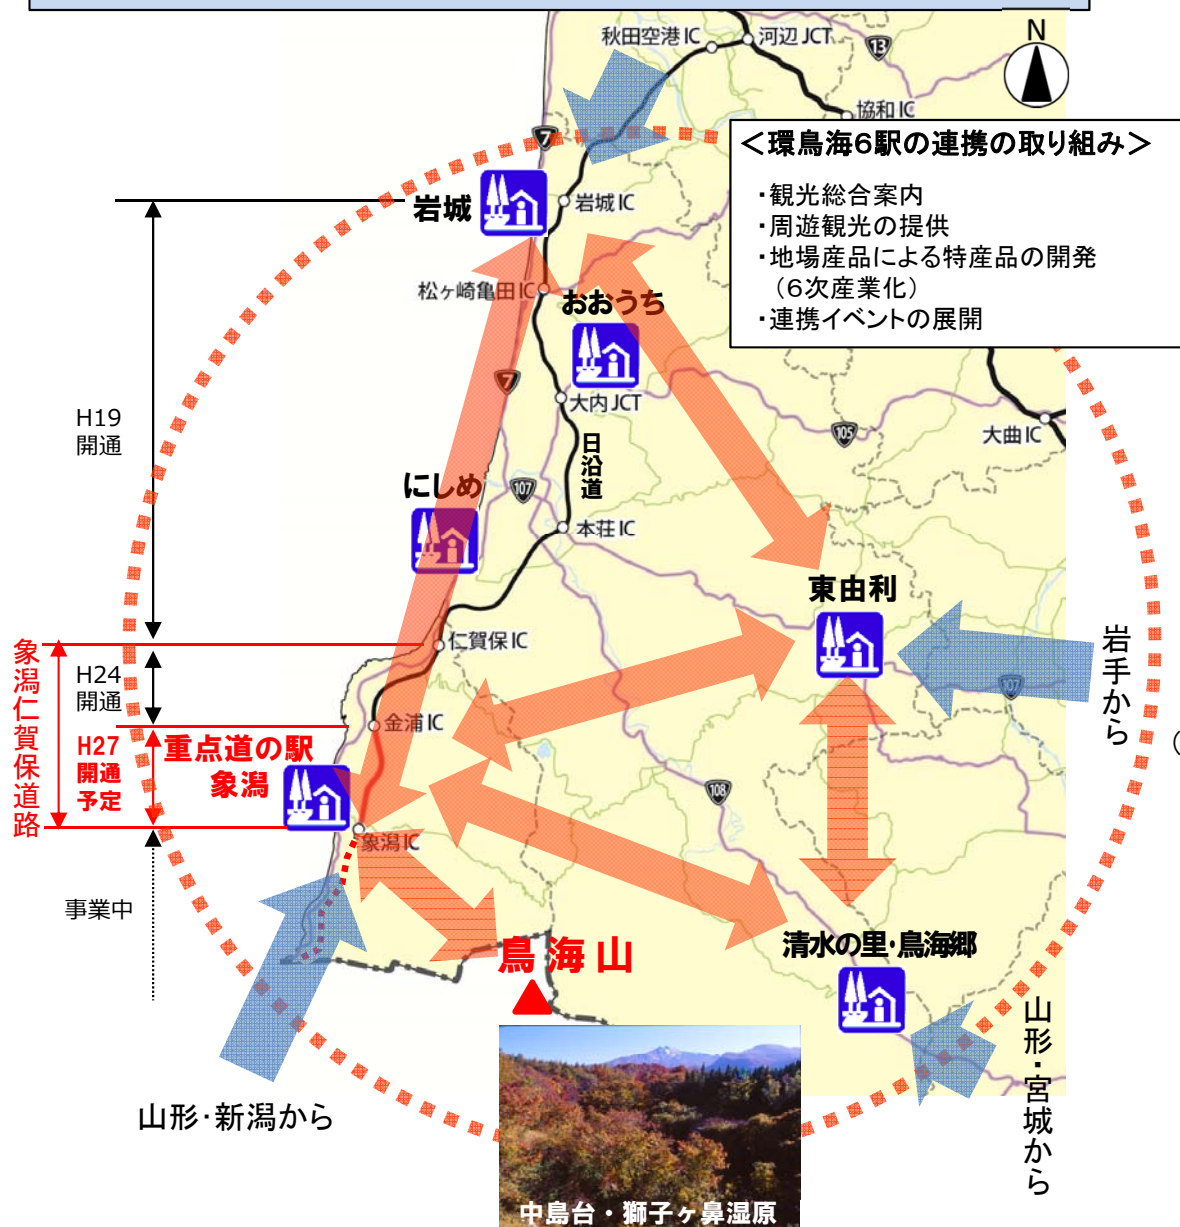 秋田空港IC
河辺JCT
13
N
協和IC
＜環鳥海6駅の連携の取り組み＞
・観光総合案内
・周遊観光の提供
・地場産品による特産品の開発
（6次産業化）
・連携イベントの展開
7
岩城
岩城IC
松ヶ崎亀田IC
おおうち
7
大内JCT
H19
開通
105
大曲IC
日沿道
にしめ
107
本荘IC
東由利
仁賀保IC
象潟仁賀保道路
H24
開通
岩手から
107
金浦IC
（
H27
開通
予定
重点道の駅
象潟
108
象潟IC
事業中
鳥海山
清水の里・鳥海郷
山形・宮城から
山形・新潟から
中島台・獅子ヶ鼻湿原